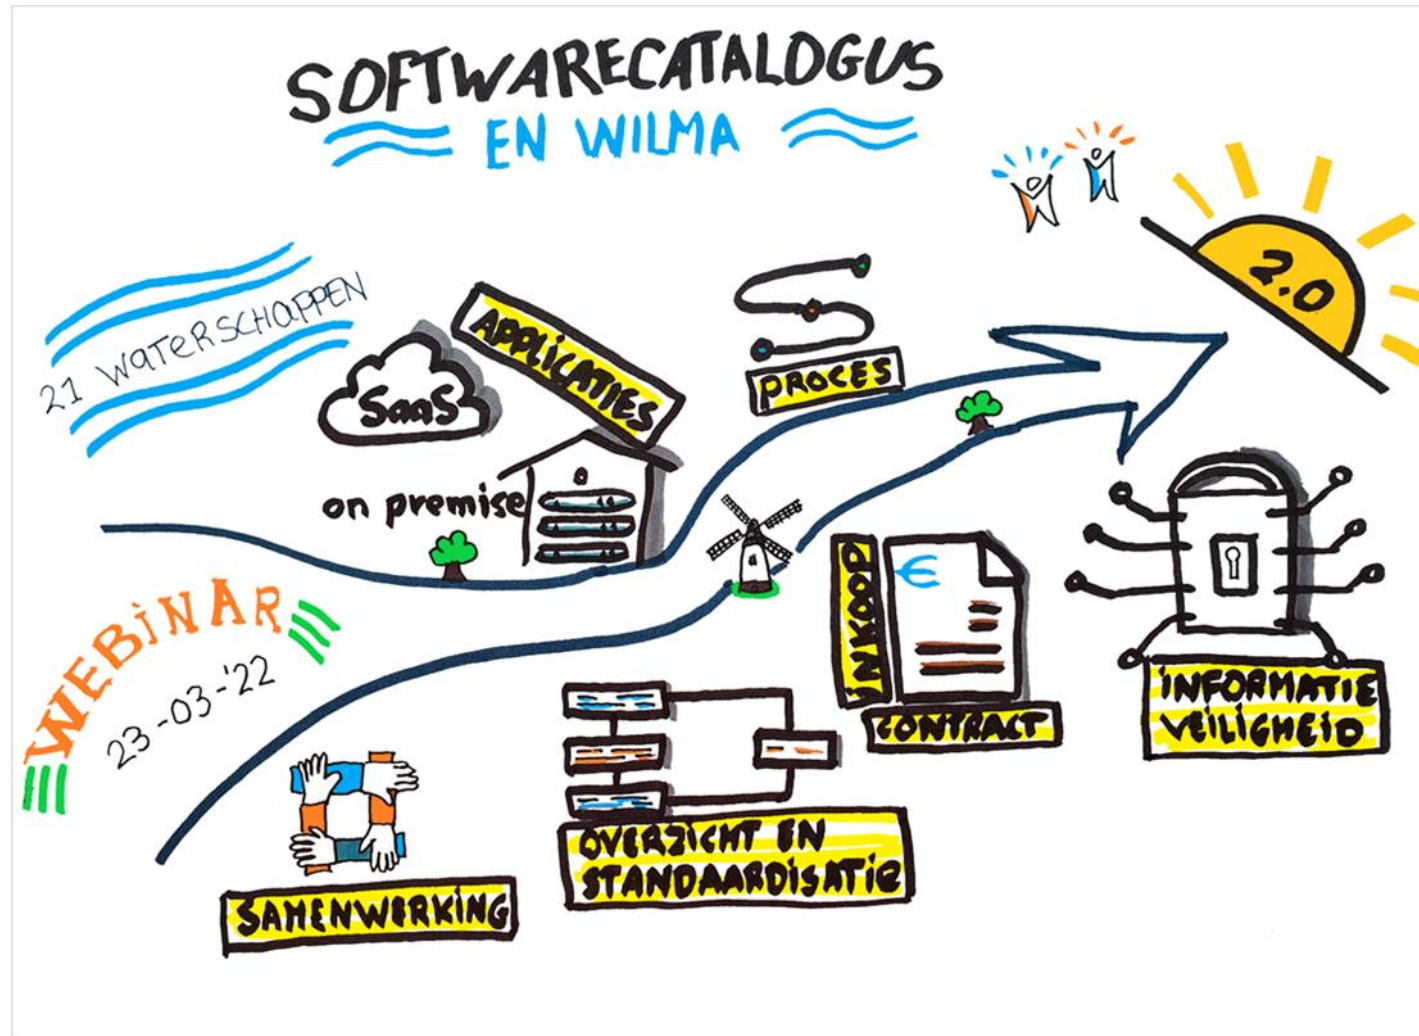 SOFTWARECATALOGUS
EN WILMA
2.0
21 WATERSCHAPPEN
APPLICATIES
SaaS
PROCES
on premise
WEBINAR
23-03-'22
INKOOP
€
CONTRACT
INFORMATIE
VEILIGHEID
OVERZICHT EN
STANDAARDISATIE
SAMENWERKING